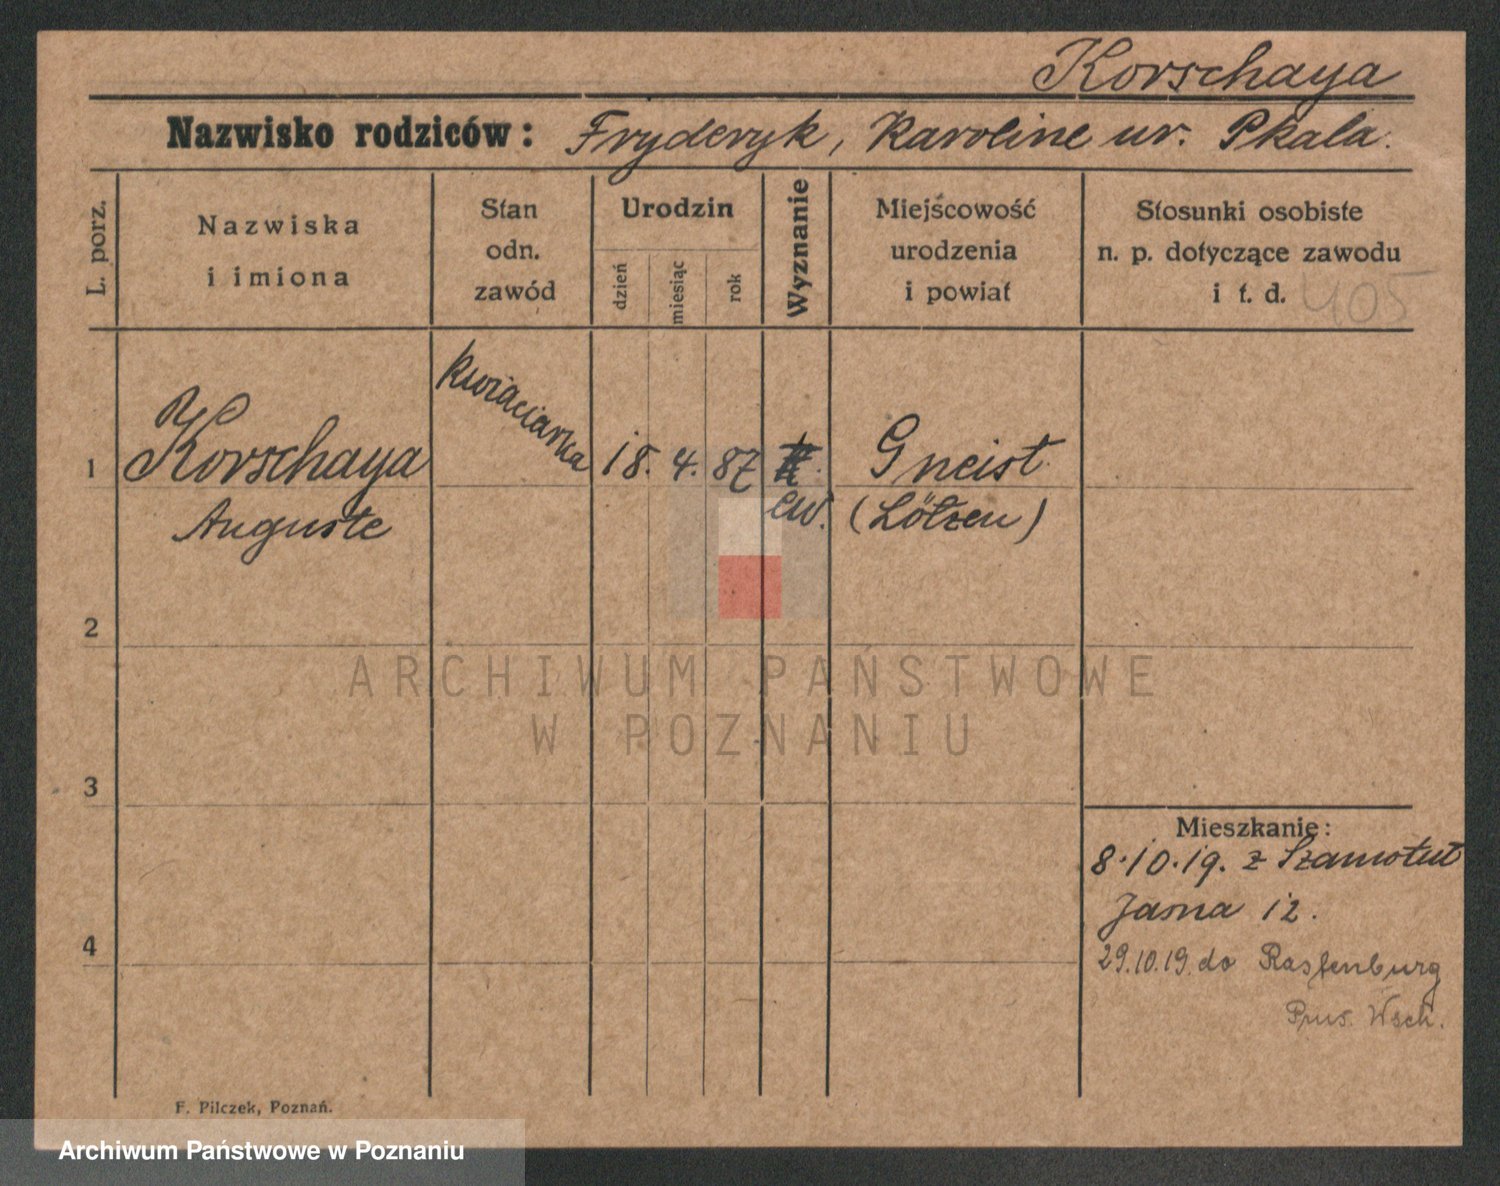 Korschaya
Nazwisko rodziców: Fryderyk, Karoline ur. Pkala.
L. porz.
Nazwiska
i imiona
Stan
odn.
zawód
Urodzin
dzień
miesiąc
rok
Wyznanie
Miejścowość
urodzenia
i powiat
Stosunki osobiste
n. p. dotyczące zawodu
i t. d.
405
1
Korschaya
Auguste
kwiaciarka
18. 4. 87
ew.
Gneist
(Lötzen)
2
3
4
ARCHIWUM PAŃSTWOWE
W POZNANIU
Mieszkanie:
8.10.19. z Szamotuł
Jasna 12.
29.10.19. do Rastenburg
Prus. Wsch.
F. Pilczek, Poznań.
Archiwum Państwowe w Poznaniu